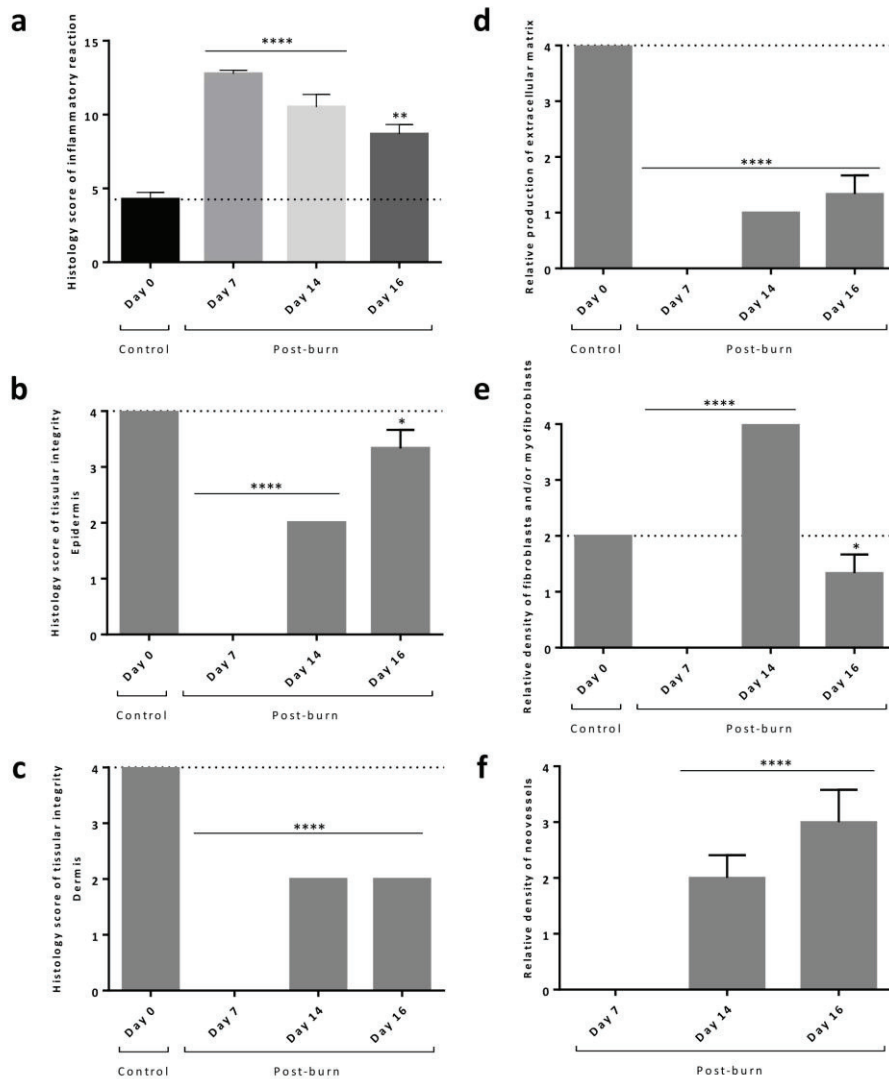 a
Histology score of inflammatory reaction
15
10
5
0
****
**
Day 0
Day 7
Day 14
Day 16
Control
Post-burn
b
Histology score of tissular integrity
Epidermis
4
3
2
1
0
****
*
Day 0
Day 7
Day 14
Day 16
Control
Post-burn
c
Histology score of tissular integrity
Dermis
4
3
2
1
0
****
Day 0
Day 7
Day 14
Day 16
Control
Post-burn
d
Relative production of extracellular matrix
4
3
2
1
0
****
Day 0
Day 7
Day 14
Day 16
Control
Post-burn
e
Relative density of fibroblasts and/or myofibroblasts
4
3
2
1
0
****
*
Day 0
Day 7
Day 14
Day 16
Control
Post-burn
f
Relative density of neovessels
4
3
2
1
0
****
Day 7
Day 14
Day 16
Post-burn